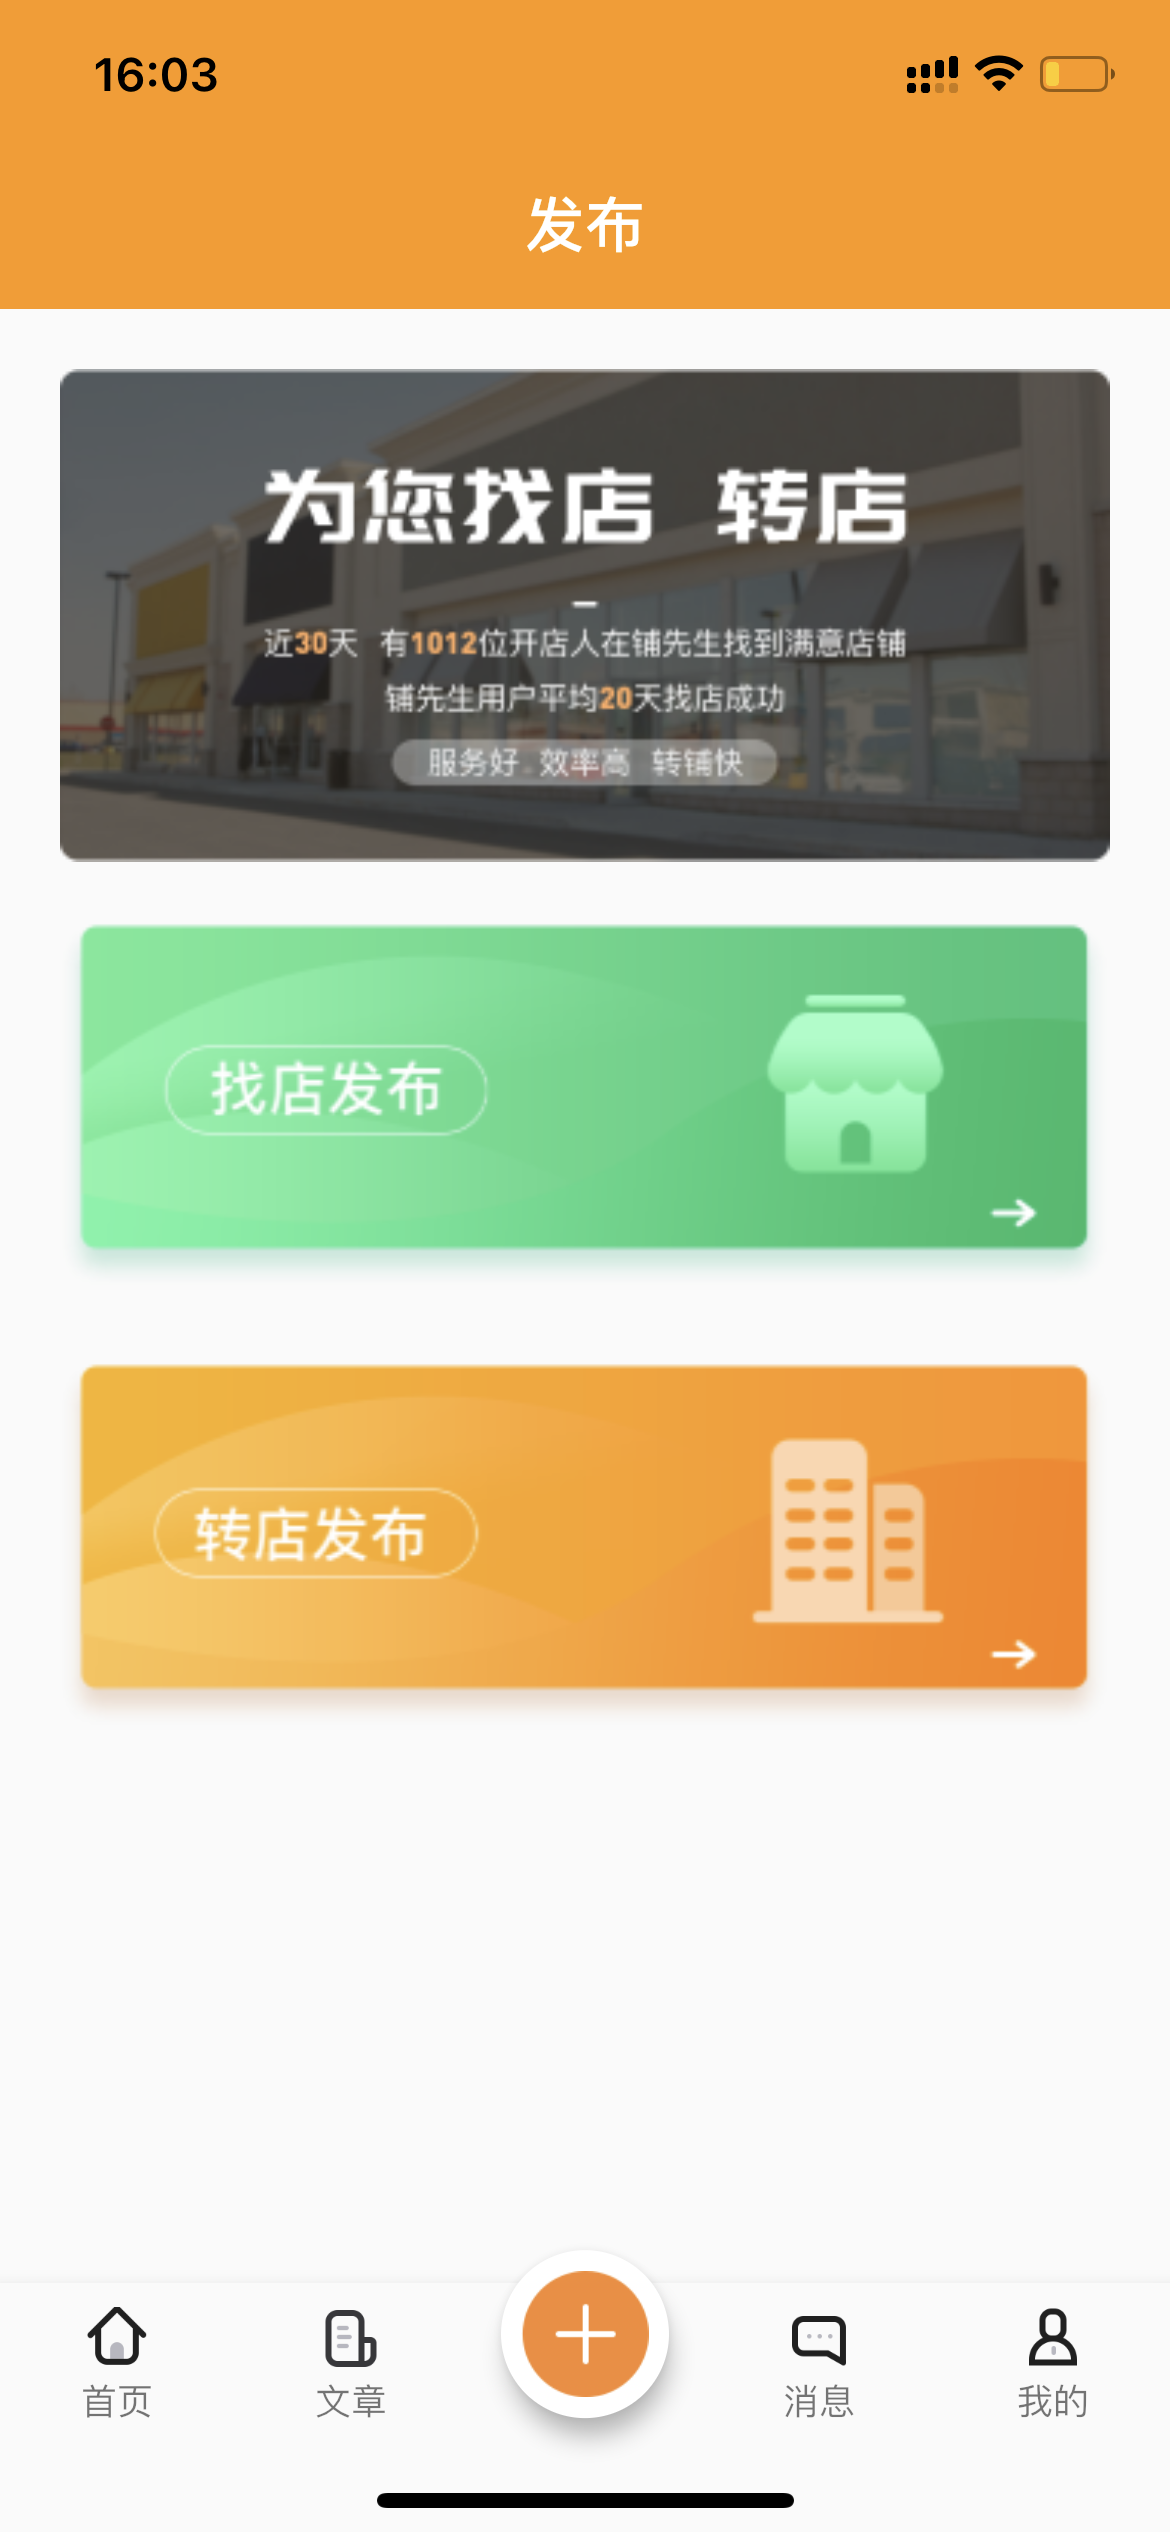 16:03
发布
为您找店 转店
近30天 有1012位开店人在铺先生找到满意店铺
铺先生用户平均20天找店成功
服务好 效率高 转铺快
找店发布
转店发布
首页 文章 消息 我的